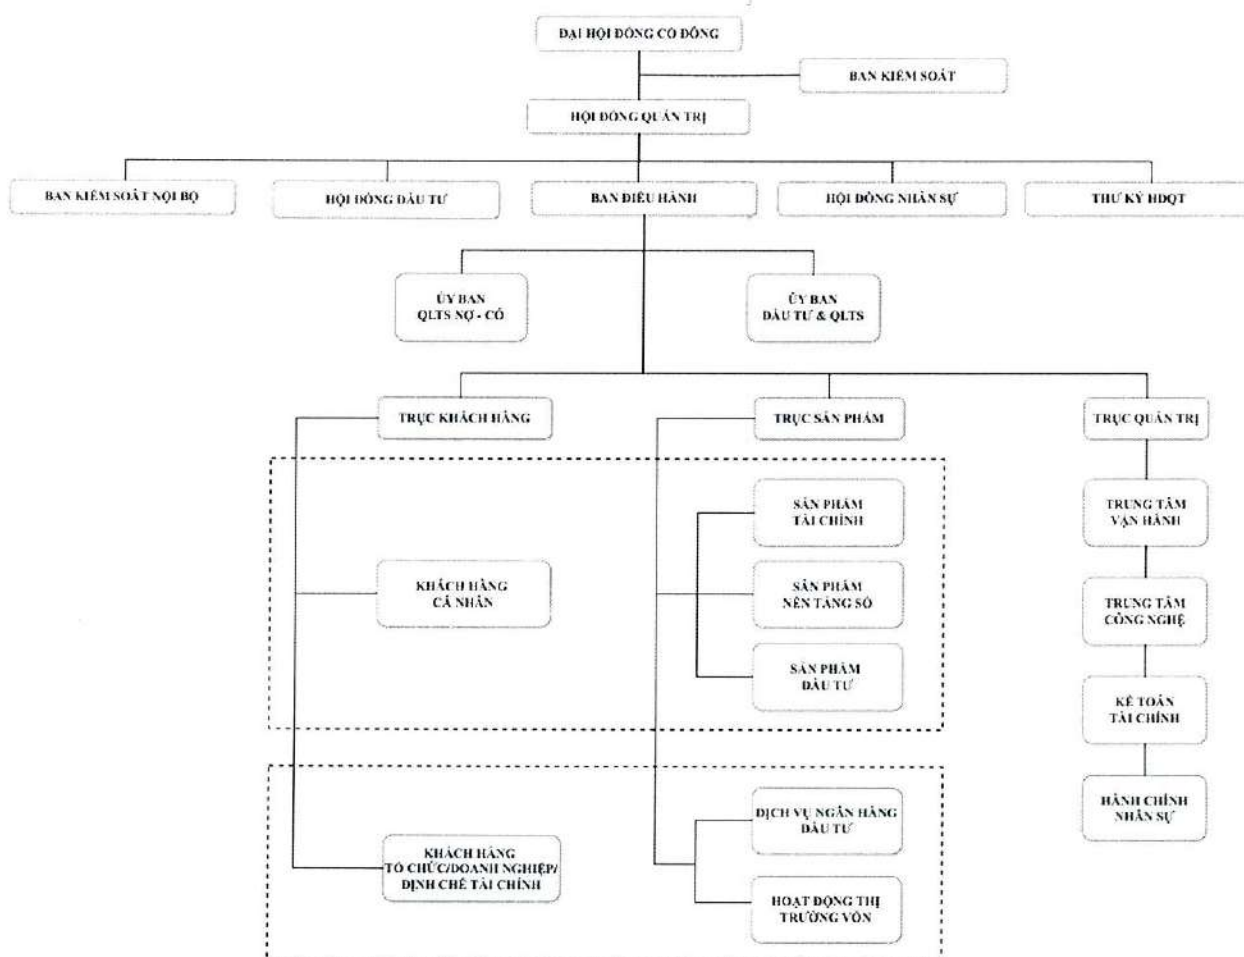 ĐẠI HỘI ĐỒNG CỔ ĐÔNG
BAN KIỂM SOÁT
HỘI ĐỒNG QUẢN TRỊ
BAN KIỂM SOÁT NỘI BỘ
HỘI ĐỒNG ĐẦU TƯ
BAN ĐIỀU HÀNH
HỘI ĐỒNG NHÂN SỰ
THƯ KÝ HĐQT
ỦY BAN
QLTS NỢ - CÓ
ỦY BAN
ĐẦU TƯ & QLTS
TRỤC KHÁCH HÀNG
TRỤC SẢN PHẨM
TRỤC QUẢN TRỊ
SẢN PHẨM
TÀI CHÍNH
TRUNG TÂM
VẬN HÀNH
KHÁCH HÀNG
CÁ NHÂN
SẢN PHẨM
NỀN TẢNG SỐ
TRUNG TÂM
CÔNG NGHỆ
SẢN PHẨM
ĐẦU TƯ
KẾ TOÁN
TÀI CHÍNH
DỊCH VỤ NGÂN HÀNG
ĐẦU TƯ
HÀNH CHÍNH
NHÂN SỰ
KHÁCH HÀNG
TỔ CHỨC/DOANH NGHIỆP/
ĐỊNH CHẾ TÀI CHÍNH
HOẠT ĐỘNG THỊ
TRƯỜNG VỐN